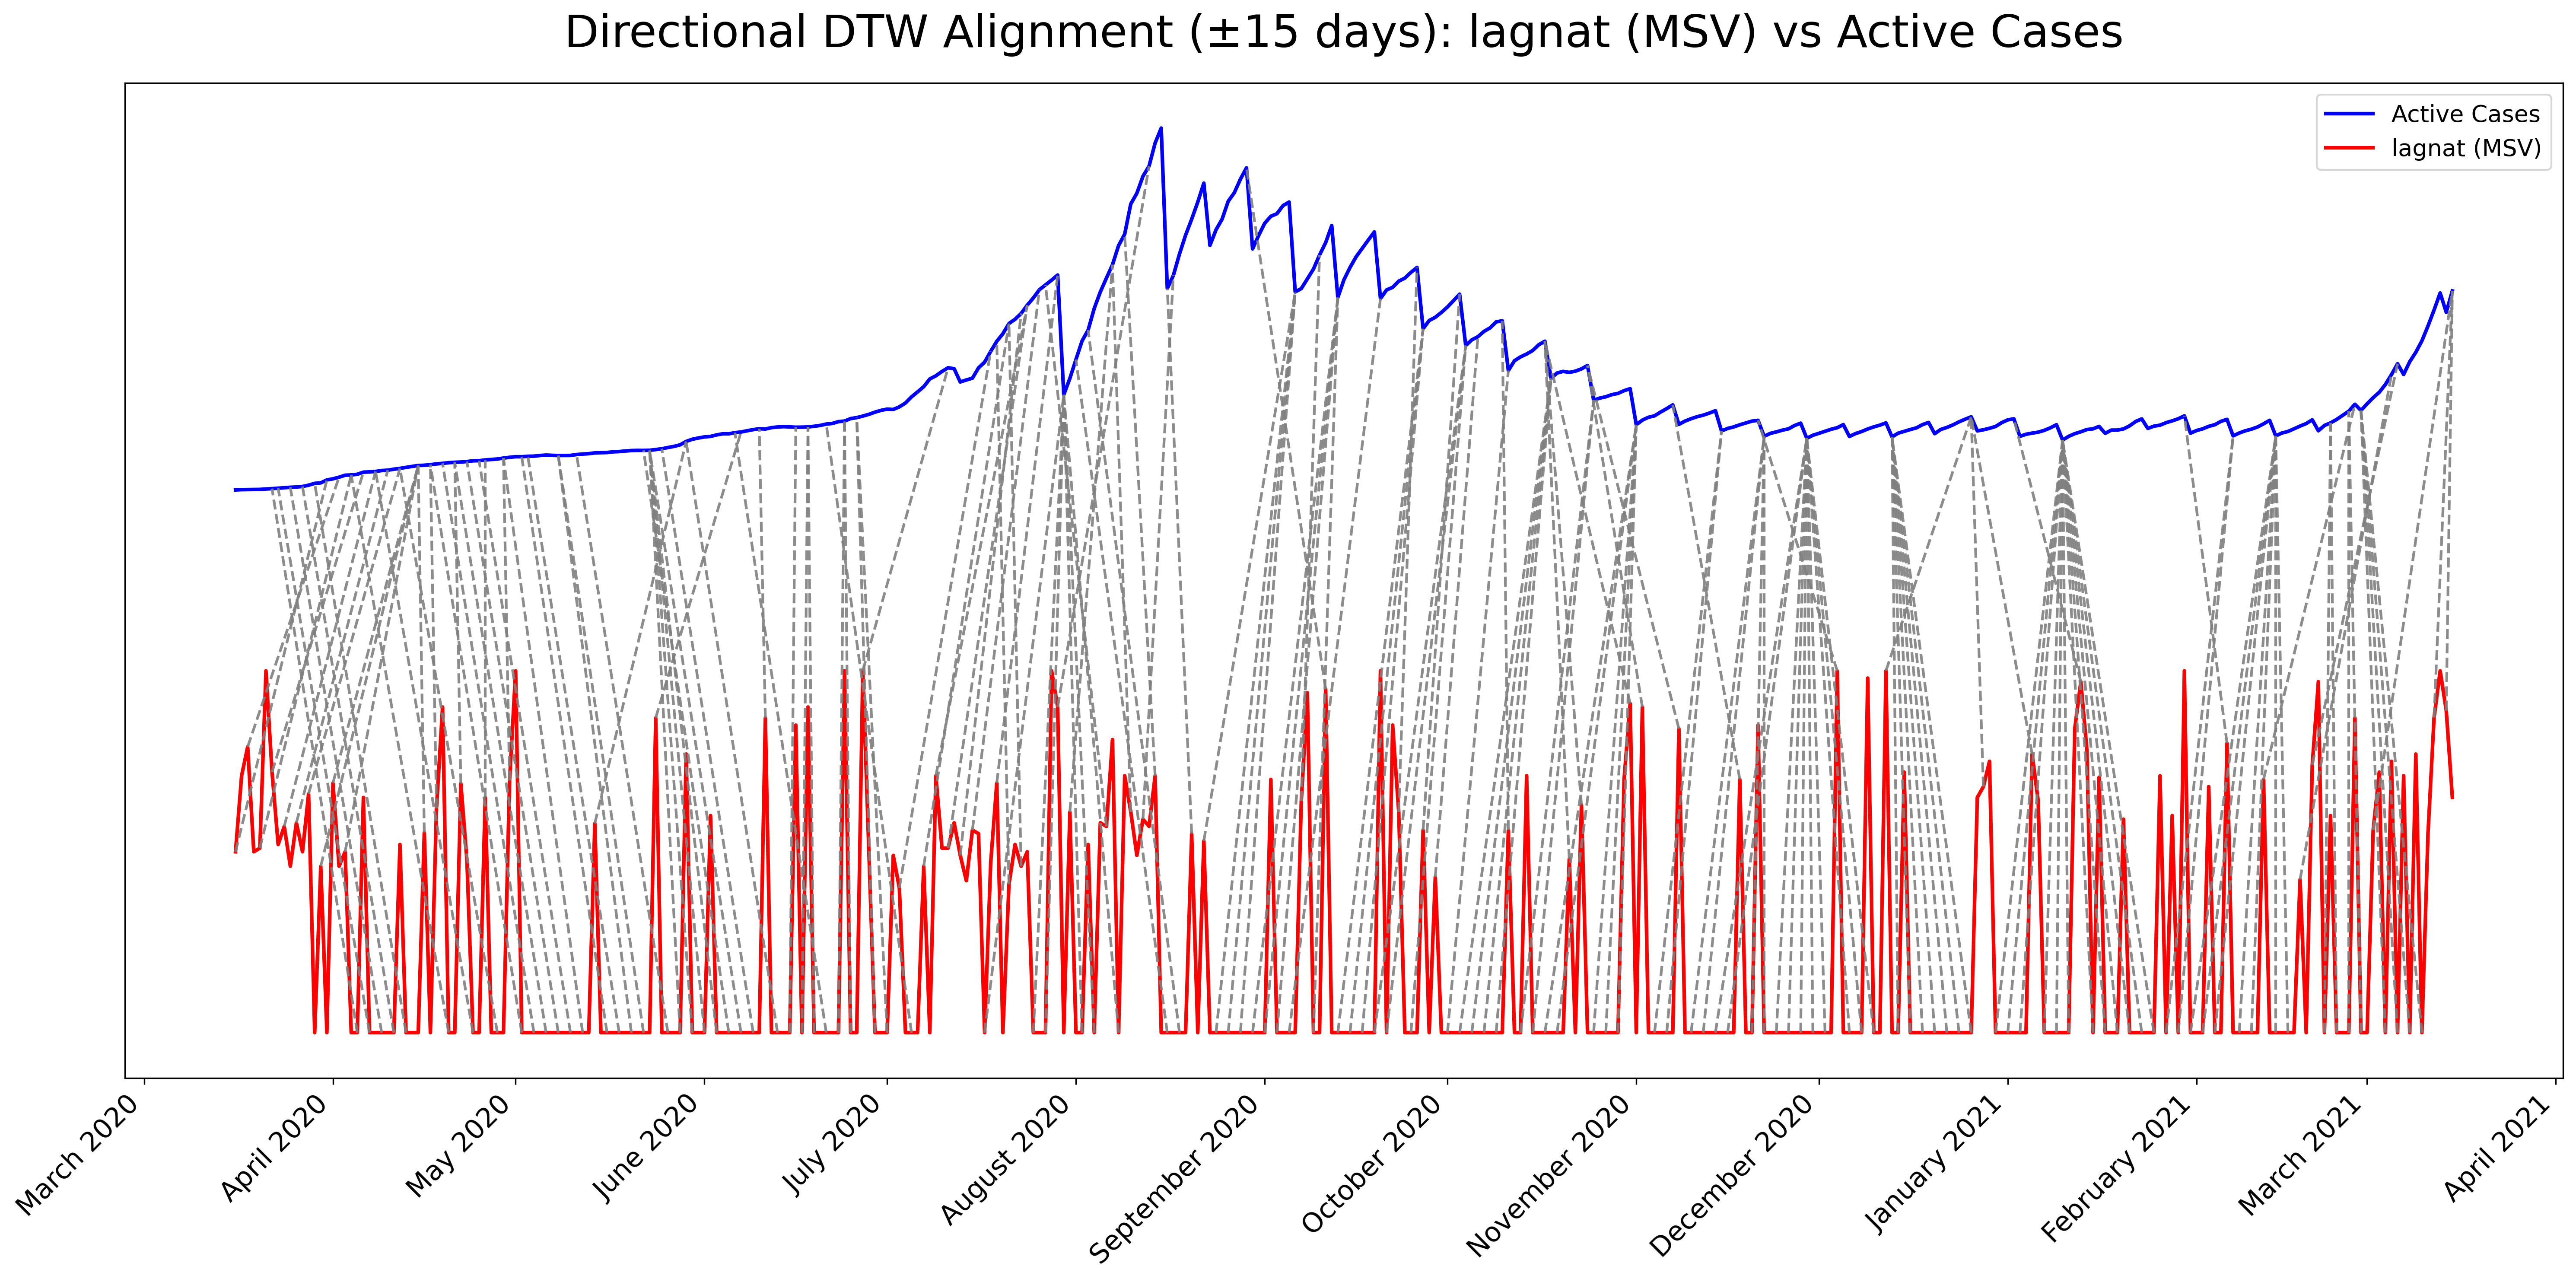 Directional DTW Alignment (±15 days): lagnat (MSV) vs Active Cases
Active Cases
lagnat (MSV)
March 2020
April 2020
May 2020
June 2020
July 2020
August 2020
September 2020
October 2020
November 2020
December 2020
January 2021
February 2021
March 2021
April 2021